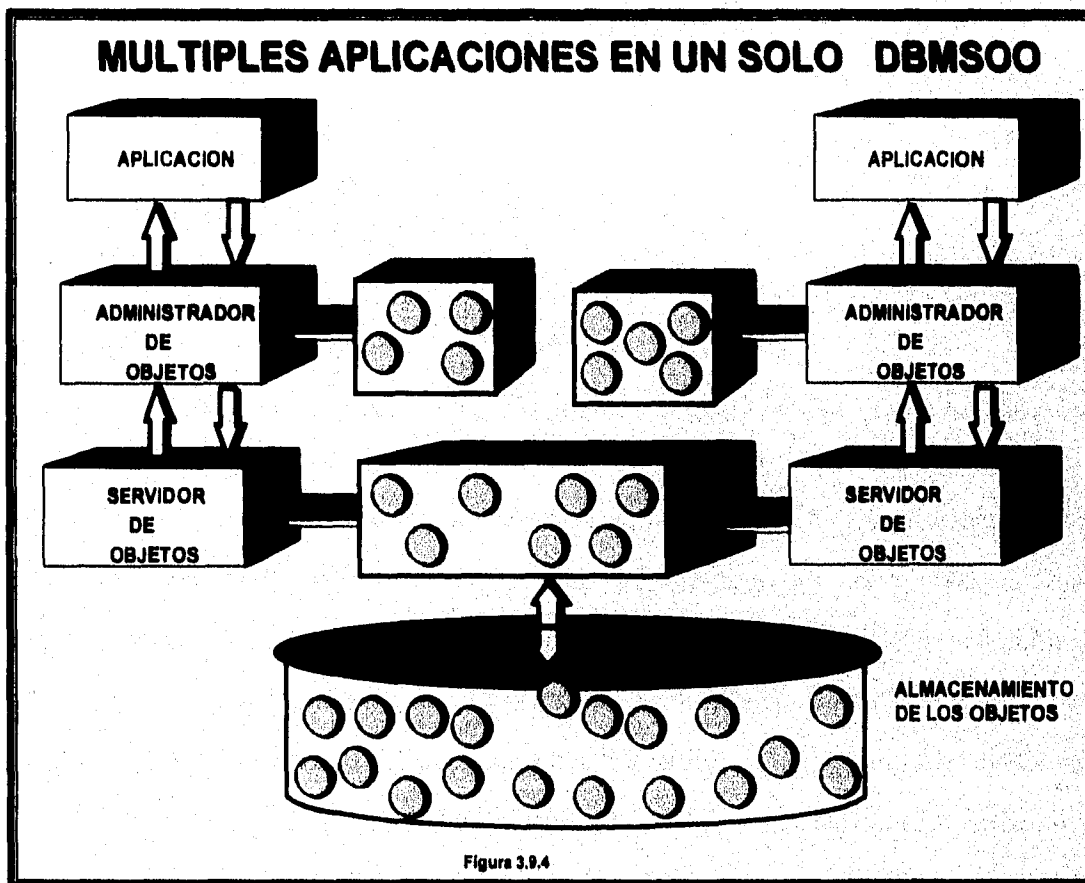 MULTIPLES APLICACIONES EN UN SOLO DBMSOO
APLICACION
APLICACION
ADMINISTRADOR
DE
OBJETOS
ADMINISTRADOR
DE
OBJETOS
SERVIDOR
DE
OBJETOS
SERVIDOR
DE
OBJETOS
ALMACENAMIENTO
DE LOS OBJETOS
Figura 3.9.4